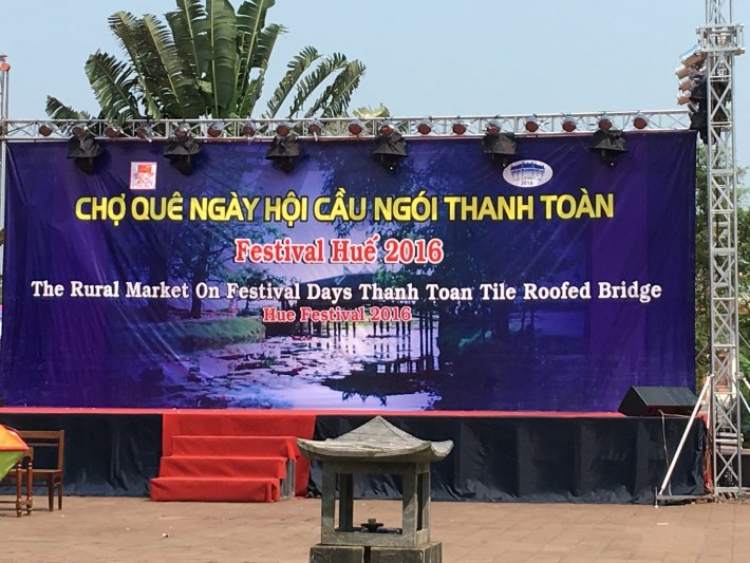 CHỢ QUÊ NGÀY HỘI CẦU NGÓI THANH TOÀN
Festival Huế 2016
The Rural Market On Festival Days Thanh Toan Tile Roofed Bridge
Hue Festival 2016
2016